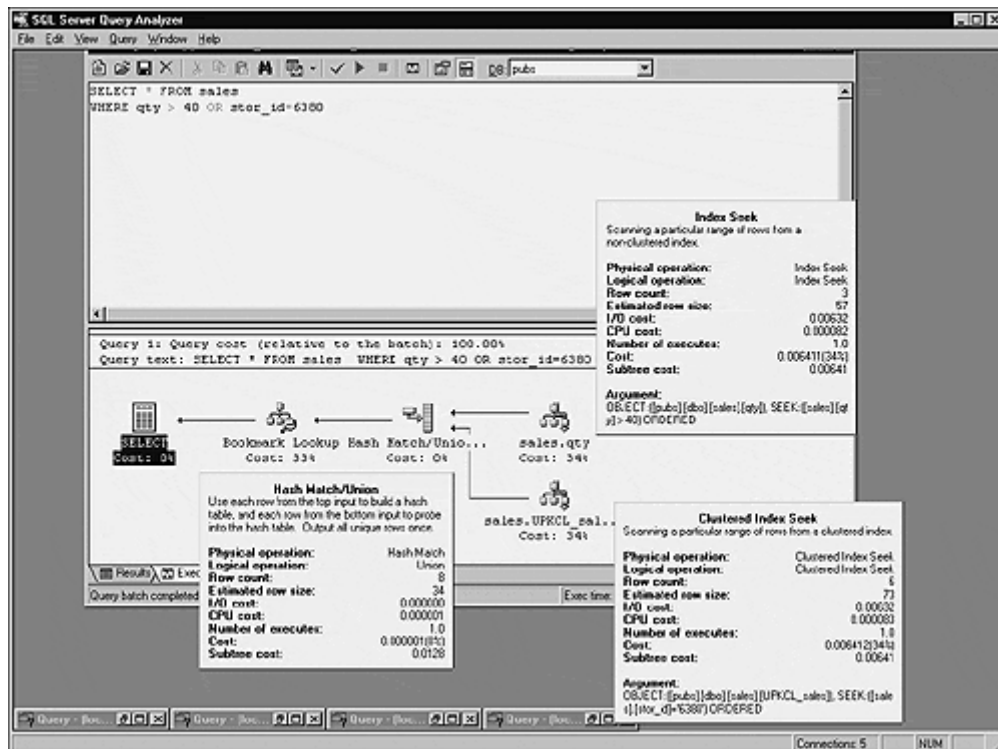 SQL Server Query Analyzer
File Edit View Query Window Help
DB: pubs
SELECT * FROM sales
WHERE qty > 40 OR stor_id=6380
Index Seek
Scanning a particular range of rows from a
non-clustered index.
Physical operation: Index Seek
Logical operation: Index Seek
Row count: 3
Estimated row size: 57
I/O cost: 0.00632
CPU cost: 0.000082
Number of executes: 1.0
Cost: 0.006411(34%)
Subtree cost: 0.00641
Argument:
OBJECT:([pubs].[dbo].[sales].[qty]), SEEK:([sales].[qt
y] > 40) ORDERED
Query 1: Query cost (relative to the batch): 100.00%
Query text: SELECT * FROM sales WHERE qty > 40 OR stor_id=6380
SELECT
Cost: 0%
Bookmark Lookup
Cost: 33%
Hash Match/Unio...
Cost: 0%
sales.qty
Cost: 34%
sales.UPKCL_sal...
Cost: 34%
Hash Match/Union
Use each row from the top input to build a hash
table, and each row from the bottom input to probe
into the hash table. Output all unique rows once.
Physical operation: Hash Match
Logical operation: Union
Row count: 8
Estimated row size: 34
I/O cost: 0.000000
CPU cost: 0.000001
Number of executes: 1.0
Cost: 0.000001(0%)
Subtree cost: 0.0128
Clustered Index Seek
Scanning a particular range of rows from a clustered index.
Physical operation: Clustered Index Seek
Logical operation: Clustered Index Seek
Row count: 6
Estimated row size: 73
I/O cost: 0.00632
CPU cost: 0.000083
Number of executes: 1.0
Cost: 0.006412(34%)
Subtree cost: 0.00641
Argument:
OBJECT:([pubs].[dbo].[sales].[UPKCL_sales]), SEEK:([sale
s].[stor_id]='6380') ORDERED
Results Exec
Query batch completed Exec time:
Query - (loc... Query - (loc... Query - (loc... Query - (loc...
Connections: 5 NUM